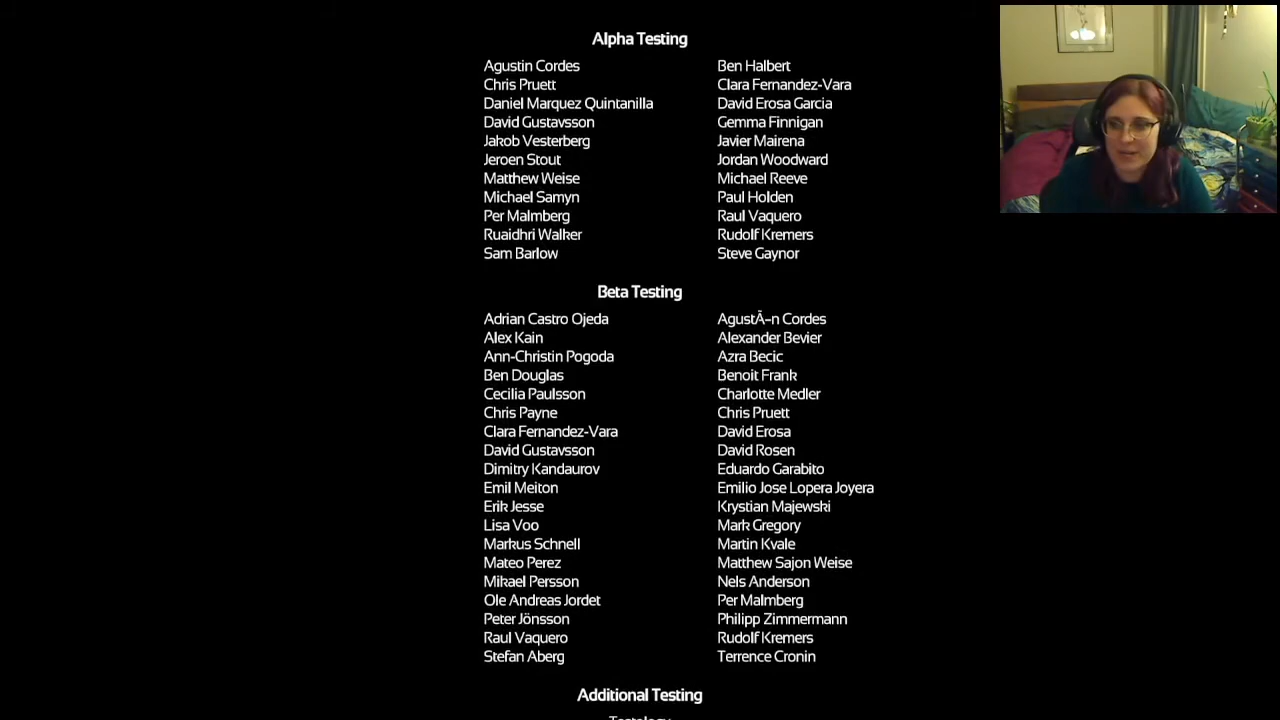 Alpha Testing
Agustin Cordes Ben Halbert
Chris Pruett Clara Fernandez-Vara
Daniel Marquez Quintanilla David Erosa Garcia
David Gustavsson Gemma Finnigan
Jakob Vesterberg Javier Mairena
Jeroen Stout Jordan Woodward
Matthew Weise Michael Reeve
Michael Samyn Paul Holden
Per Malmberg Raul Vaquero
Ruaidhri Walker Rudolf Kremers
Sam Barlow Steve Gaynor
Beta Testing
Adrian Castro Ojeda AgustÃ-n Cordes
Alex Kain Alexander Bevier
Ann-Christin Pogoda Azra Becic
Ben Douglas Benoit Frank
Cecilia Paulsson Charlotte Medler
Chris Payne Chris Pruett
Clara Fernandez-Vara David Erosa
David Gustavsson David Rosen
Dimitry Kandaurov Eduardo Garabito
Emil Meiton Emilio Jose Lopera Joyera
Erik Jesse Krystian Majewski
Lisa Voo Mark Gregory
Markus Schnell Martin Kvale
Mateo Perez Matthew Sajon Weise
Mikael Persson Nels Anderson
Ole Andreas Jordet Per Malmberg
Peter Jönsson Philipp Zimmermann
Raul Vaquero Rudolf Kremers
Stefan Aberg Terrence Cronin
Additional Testing